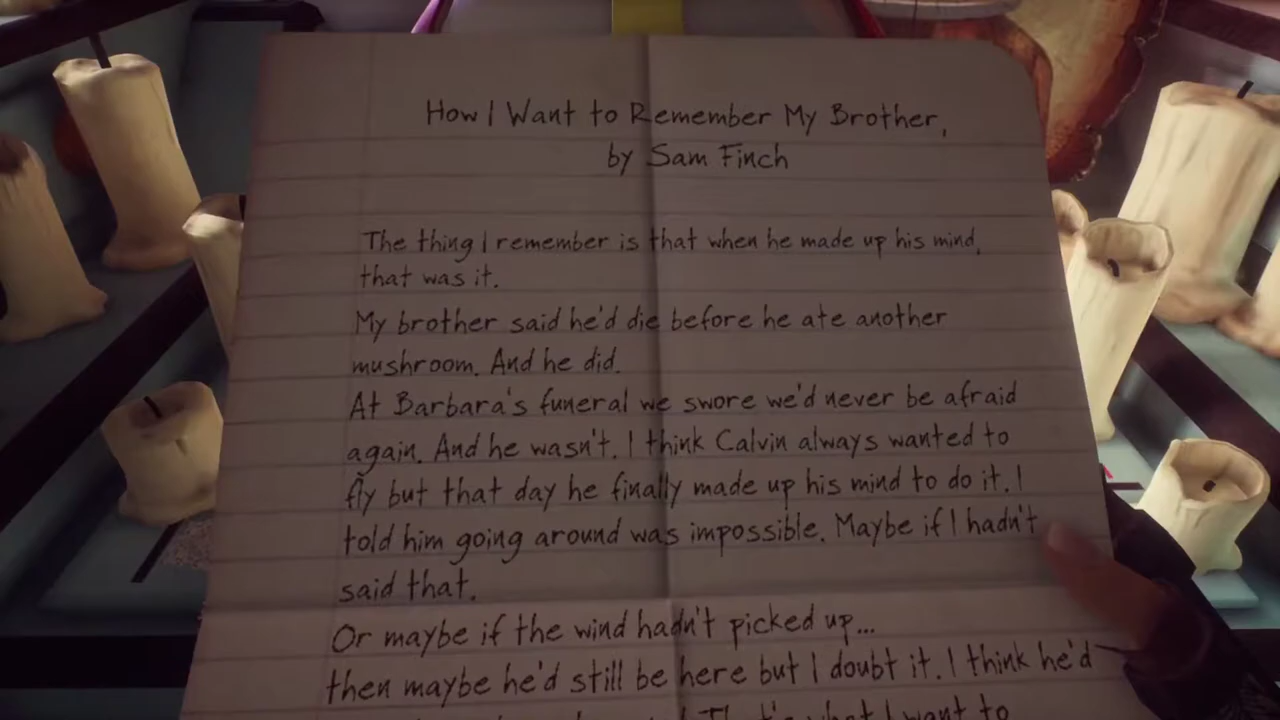 How I Want to Remember My Brother,
by Sam Finch
The thing I remember is that when he made up his mind,
that was it.
My brother said he'd die before he ate another
mushroom. And he did.
At Barbara's funeral we swore we'd never be afraid
again. And he wasn't. I think Calvin always wanted to
fly but that day he finally made up his mind to do it. I
told him going around was impossible. Maybe if I hadn't
said that.
Or maybe if the wind hadn't picked up...
then maybe he'd still be here but I doubt it. I think he'd
That's what I want to